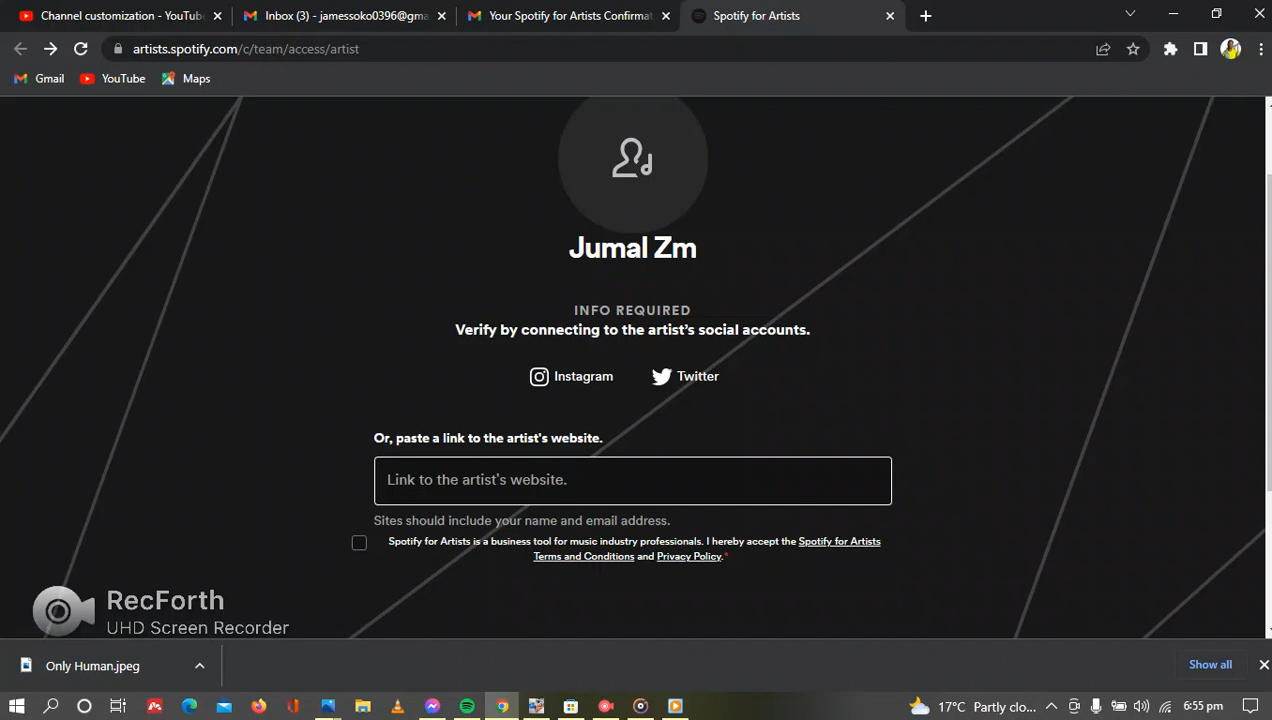 Channel customization - YouTube
Inbox (3) - jamessoko0396@gma
Your Spotify for Artists Confirmat
Spotify for Artists
artists.spotify.com/c/team/access/artist
Gmail
YouTube
Maps
Jumal Zm
INFO REQUIRED
Verify by connecting to the artist's social accounts.
Instagram
Twitter
Or, paste a link to the artist's website.
Link to the artist's website.
Sites should include your name and email address.
Spotify for Artists is a business tool for music industry professionals. I hereby accept the Spotify for Artists
Terms and Conditions and Privacy Policy.*
RecForth
UHD Screen Recorder
Only Human.jpeg
Show all
17°C Partly clo...
6:55 pm